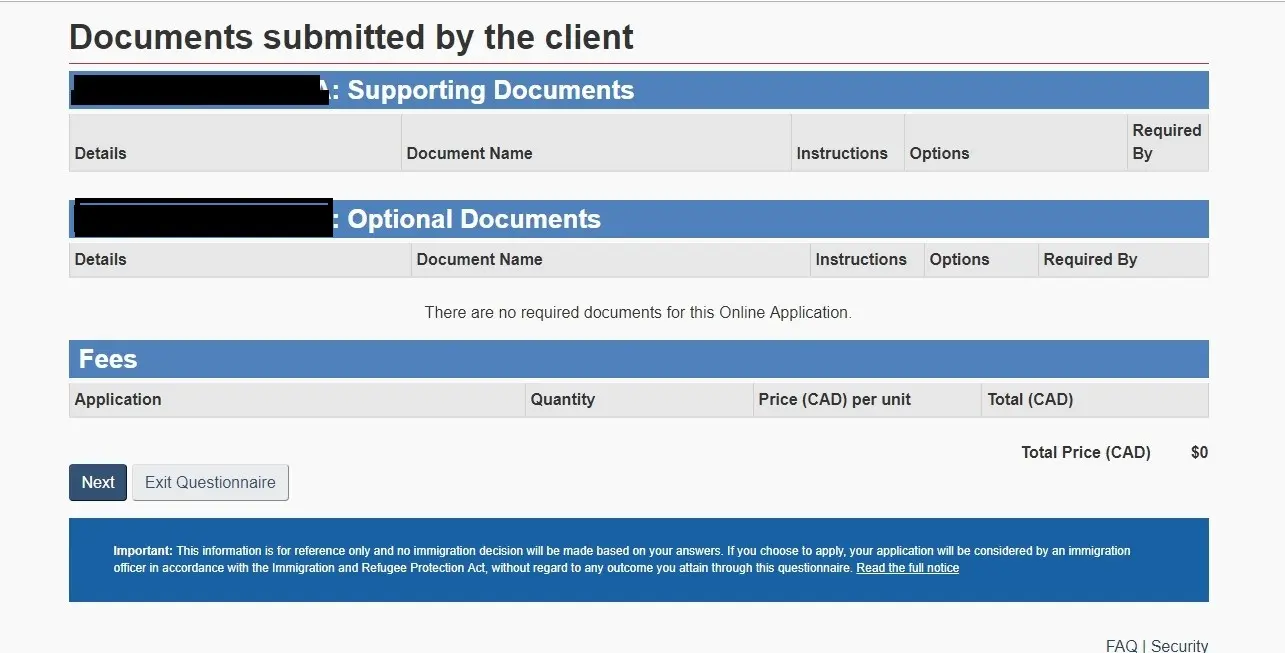 Documents submitted by the client
: Supporting Documents
Details Document Name Instructions Options Required By
: Optional Documents
Details Document Name Instructions Options Required By
There are no required documents for this Online Application.
Fees
Application Quantity Price (CAD) per unit Total (CAD)
Total Price (CAD) $0
Next Exit Questionnaire
Important: This information is for reference only and no immigration decision will be made based on your answers. If you choose to apply, your application will be considered by an immigration
officer in accordance with the Immigration and Refugee Protection Act, without regard to any outcome you attain through this questionnaire. Read the full notice
FAQ | Security